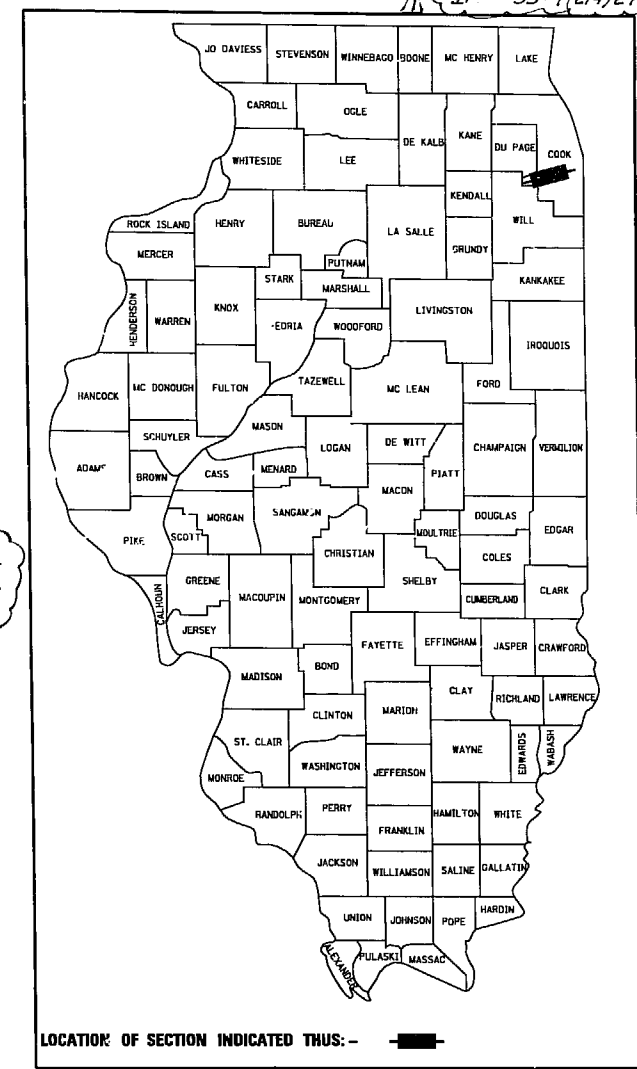 JO DAVIESS STEVENSON WINNEBAGO BOONE MC HENRY LAKE
CARROLL OGLE DE KALB KANE DU PAGE COOK
WHITESIDE LEE KENDALL WILL
ROCK ISLAND HENRY BUREAU LA SALLE GRUNDY
MERCER PUTNAM KANKAKEE
STARK MARSHALL
HENDERSON WARREN KNOX -EDRIA WOODFORD LIVINGSTON IROQUOIS
HANCOCK MC DONOUGH FULTON TAZEWELL MC LEAN FORD
SCHUYLER MASON LOGAN DE WITT CHAMPAIGN VERMILION
ADAMS BROWN CASS MENARD MACON PIATT
PIKE SCOTT MORGAN SANGAMON MOULTRIE DOUGLAS EDGAR
CHRISTIAN COLES
CALHOUN GREENE MACOUPIN MONTGOMERY SHELBY CUMBERLAND CLARK
JERSEY FAYETTE EFFINGHAM JASPER CRAWFORD
MADISON BOND CLAY RICHLAND LAWRENCE
CLINTON MARION
ST. CLAIR WASHINGTON JEFFERSON WAYNE EDWARDS WABASH
MONROE
RANDOLPH PERRY FRANKLIN HAMILTON WHITE
JACKSON WILLIAMSON SALINE GALLATIN
UNION JOHNSON POPE HARDIN
ALEXANDER PULASKI MASSAC
LOCATION OF SECTION INDICATED THUS:-